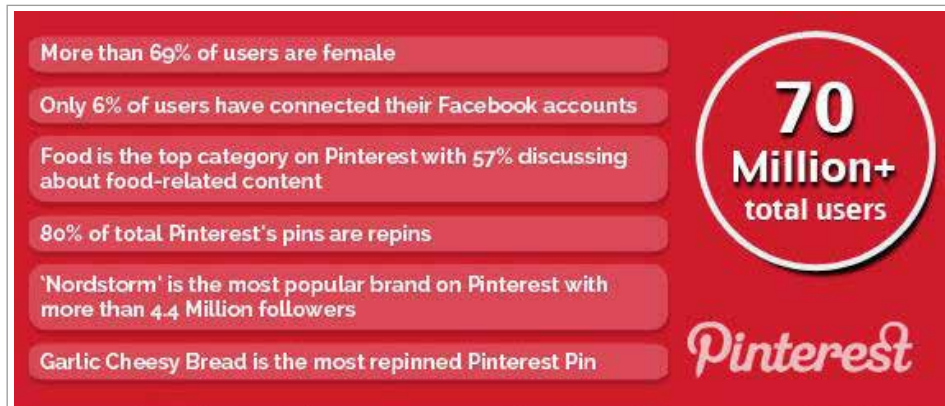 More than 69% of users are female
Only 6% of users have connected their Facebook accounts
Food is the top category on Pinterest with 57% discussing
about food-related content
80% of total Pinterest's pins are repins
'Nordstorm' is the most popular brand on Pinterest with
more than 4.4 Million followers
Garlic Cheesy Bread is the most repinned Pinterest Pin
70
Million+
total users
Pinterest